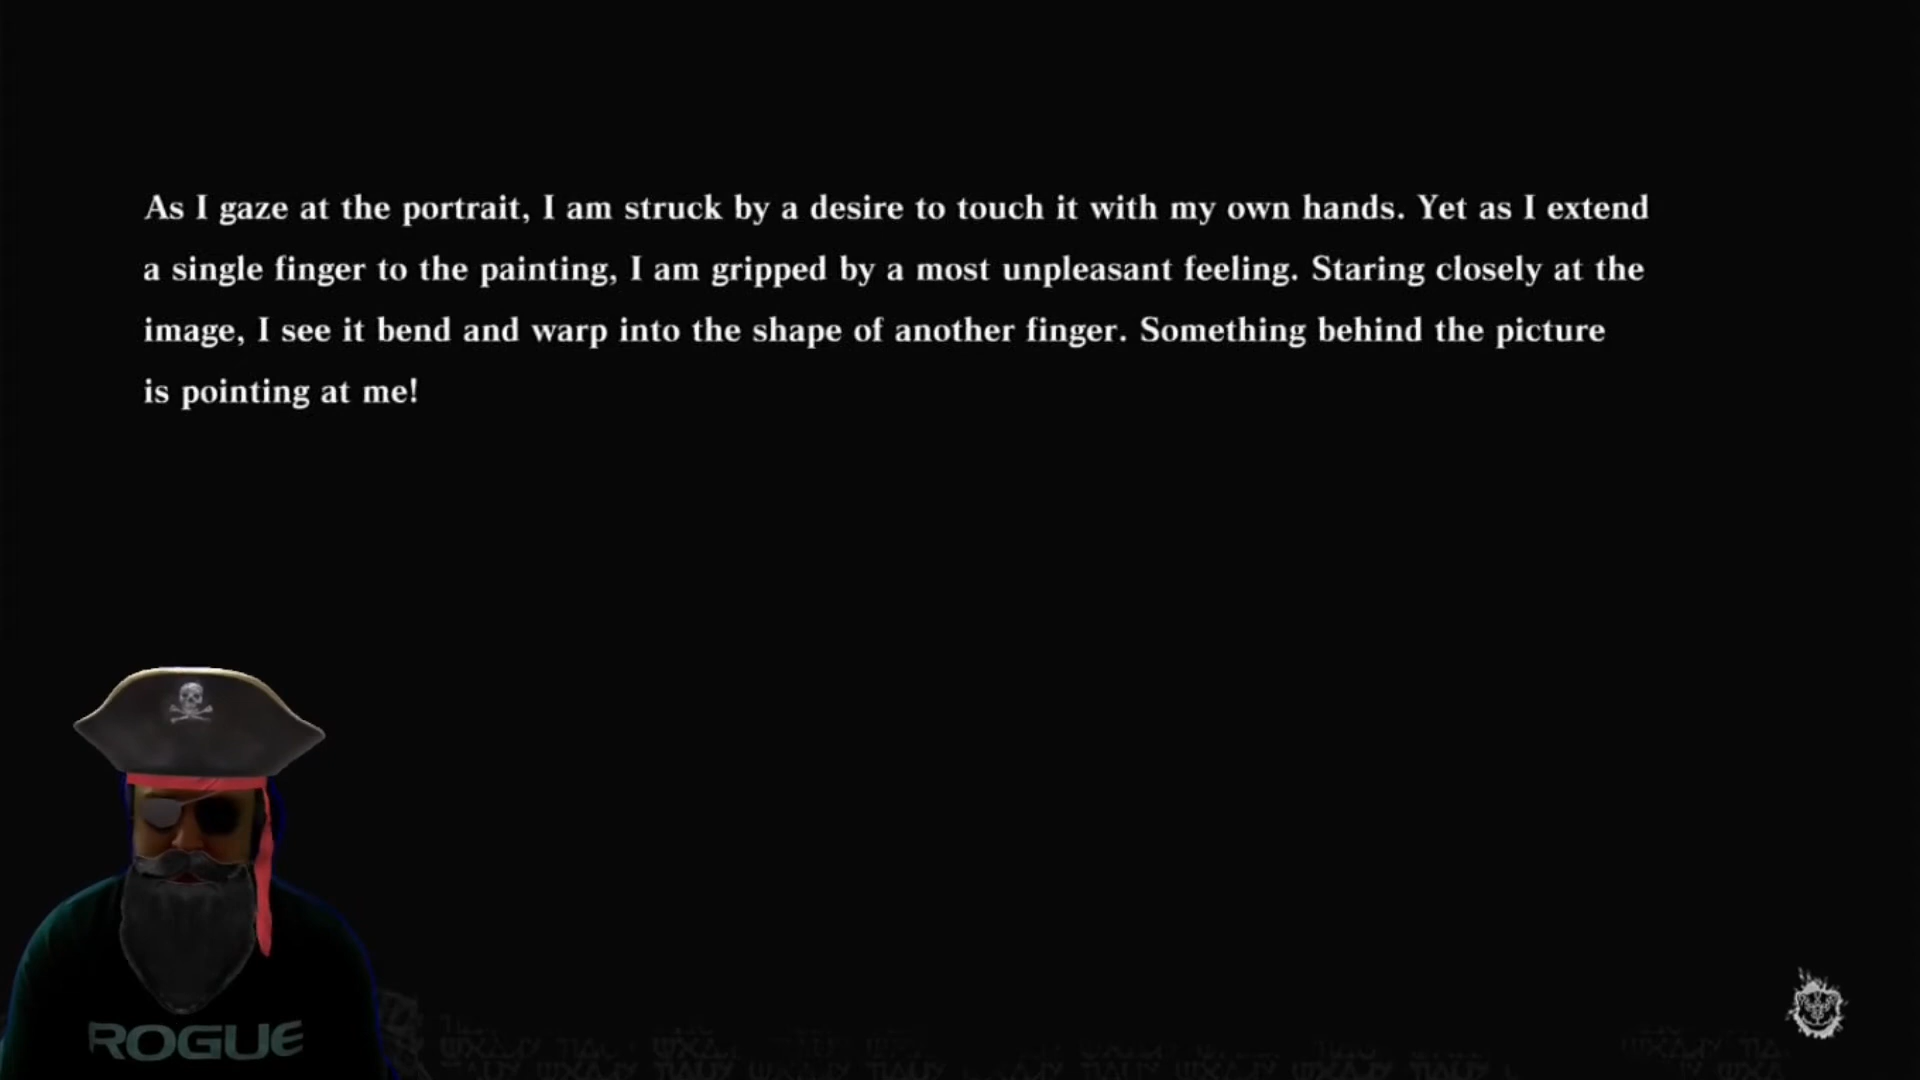 As I gaze at the portrait, I am struck by a desire to touch it with my own hands. Yet as I extend
a single finger to the painting, I am gripped by a most unpleasant feeling. Staring closely at the
image, I see it bend and warp into the shape of another finger. Something behind the picture
is pointing at me!
ROGUE